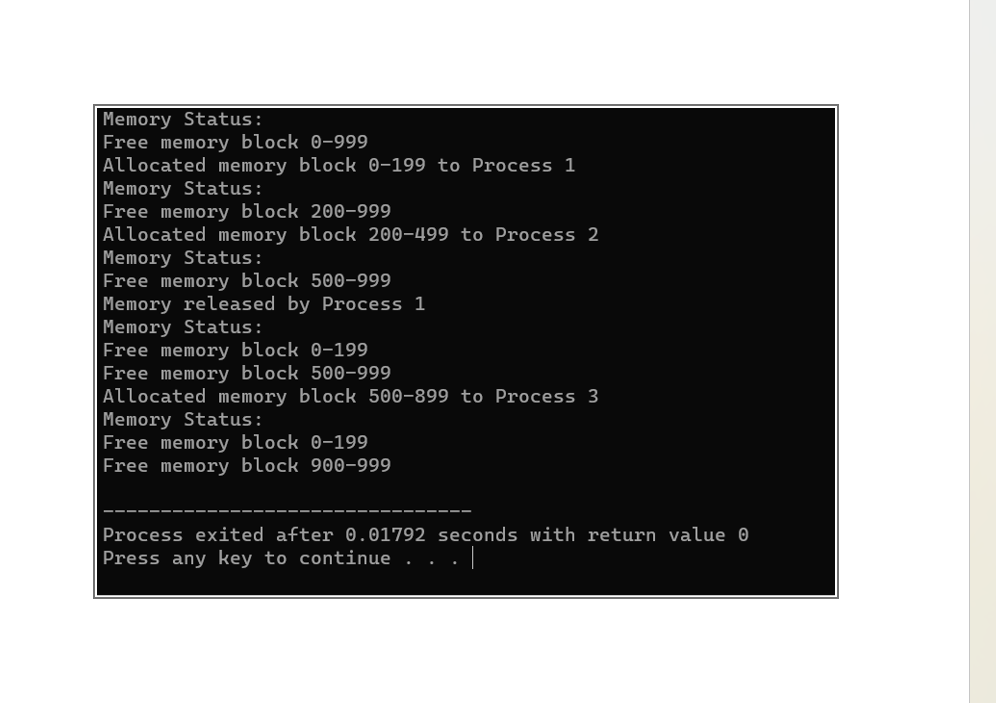 Memory Status:
Free memory block 0-999
Allocated memory block 0-199 to Process 1
Memory Status:
Free memory block 200-999
Allocated memory block 200-499 to Process 2
Memory Status:
Free memory block 500-999
Memory released by Process 1
Memory Status:
Free memory block 0-199
Free memory block 500-999
Allocated memory block 500-899 to Process 3
Memory Status:
Free memory block 0-199
Free memory block 900-999
--------------------------------
Process exited after 0.01792 seconds with return value 0
Press any key to continue . . .